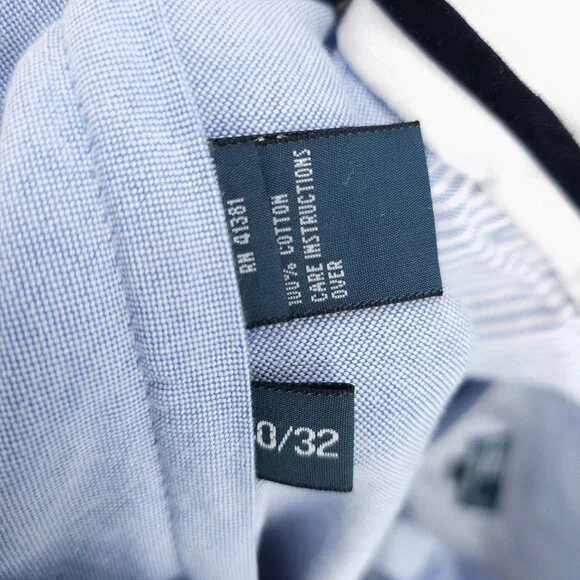 RN 41381
100% COTTON
CARE INSTRUCTIONS
OVER
0/32